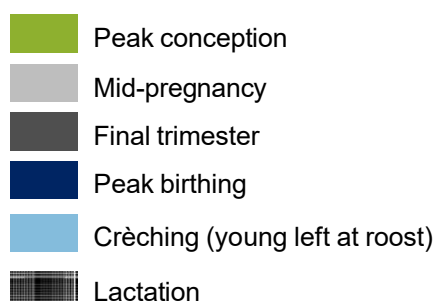 Peak conception
Mid-pregnancy
Final trimester
Peak birthing
Crèching (young left at roost)
Lactation